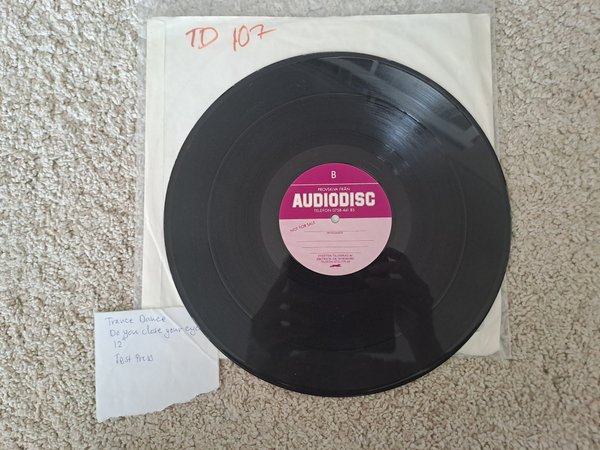 TD 107
B
PROVSKIVA FRÅN
AUDIODISC
TELEFON 0758-441 85
NOT FOR SALE
Trance Dance
Do you close your eyes
12"
Test Press